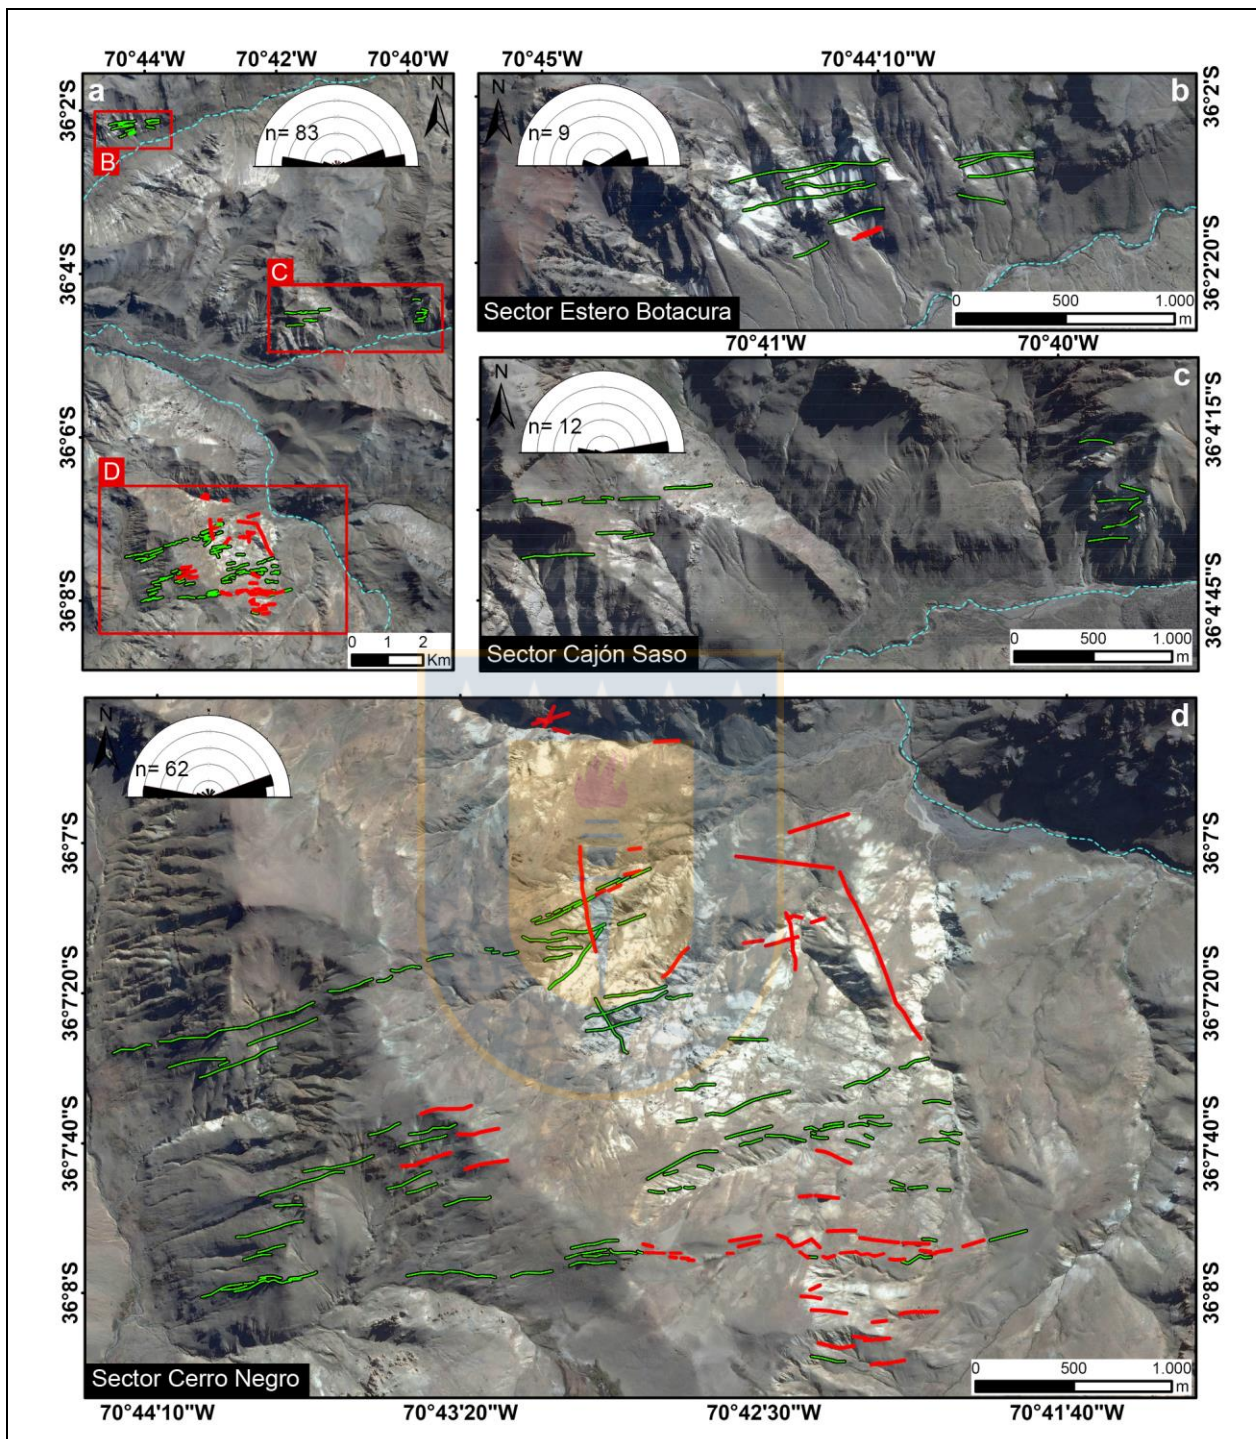 70°44'W 70°42'W 70°40'W
36°2'S
36°4'S
36°6'S
36°8'S
a
N
n= 83
B
C
D
0 1 2
Km
70°45'W 70°44'10"W
b
N
n= 9
36°2'S
36°2'20"S
Sector Estero Botacura
0 500 1.000
m
70°41'W 70°40'W
c
N
n= 12
36°4'15"S
36°4'45"S
Sector Cajón Saso
0 500 1.000
m
d
N
n= 62
36°7'S
36°7'20"S
36°7'40"S
36°8'S
36°7'S
36°7'20"S
36°7'40"S
36°8'S
Sector Cerro Negro
0 500 1.000
m
70°44'10"W 70°43'20"W 70°42'30"W 70°41'40"W